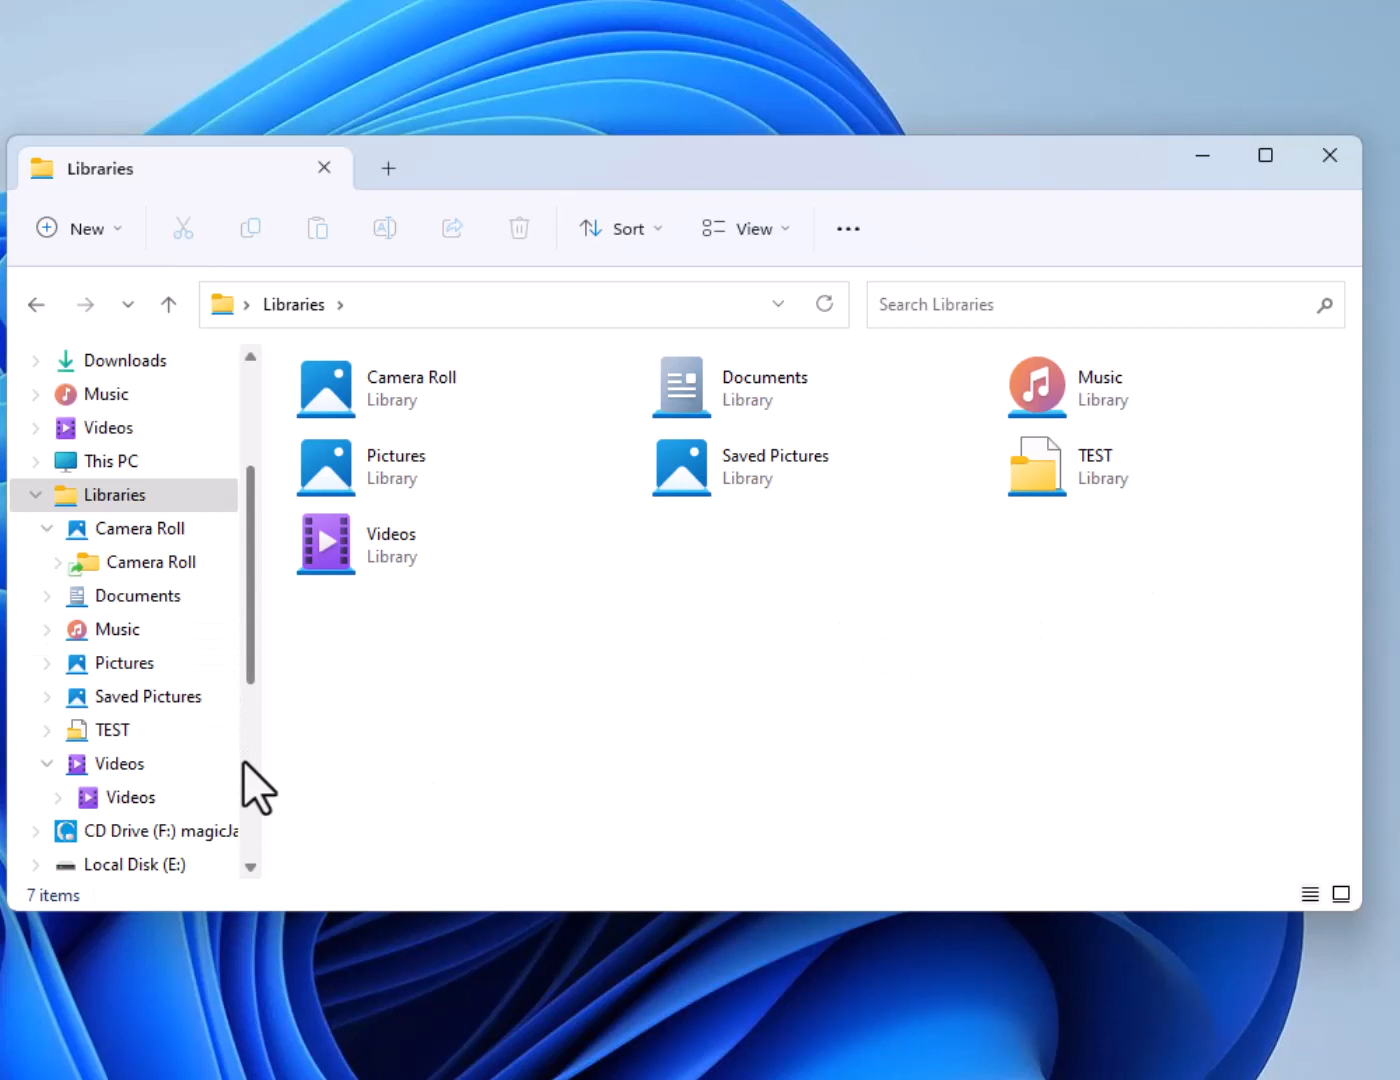 Libraries
New
Sort
View
Libraries
Search Libraries
Downloads
Music
Videos
This PC
Libraries
Camera Roll
Camera Roll
Documents
Music
Pictures
Saved Pictures
TEST
Videos
Videos
CD Drive (F:) magicJa
Local Disk (E:)
Camera Roll
Library
Documents
Library
Music
Library
Pictures
Library
Saved Pictures
Library
TEST
Library
Videos
Library
7 items